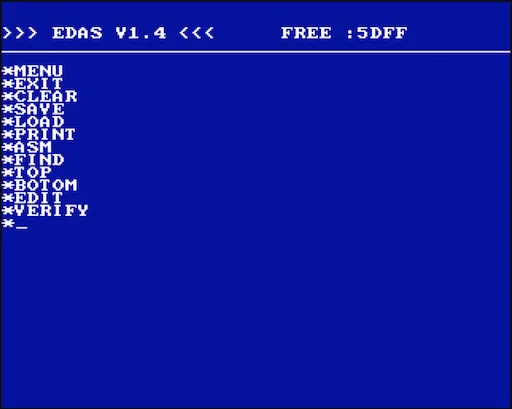 >>> EDAS V1.4 <<< FREE :5DFF
*MENU
*EXIT
*CLEAR
*SAVE
*LOAD
*PRINT
*ASM
*FIND
*TOP
*BOTOM
*EDIT
*VERIFY
*_